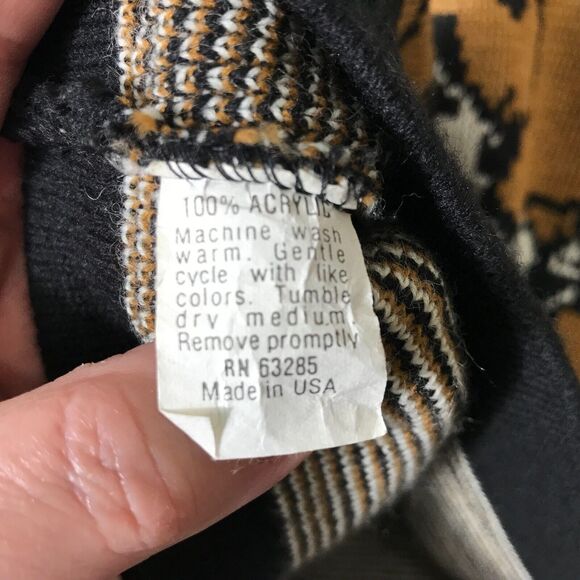 100% ACRYLIC
Machine wash
warm. Gentle
cycle with like
colors. Tumble
dry medium
Remove promptly
RN 63285
Made in USA